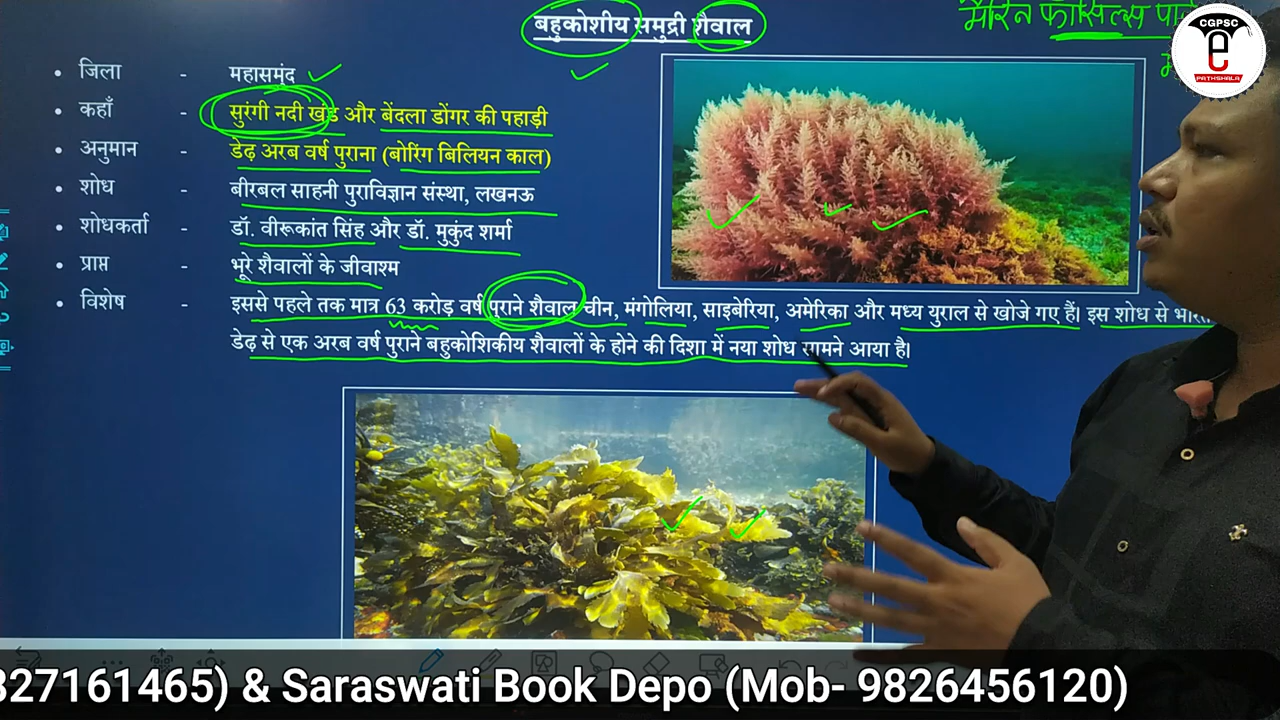 बहुकोशीय समुद्री शैवाल
मैरिन फॉसिल्स
CGPSC
e
PATHSHALA
• जिला - महासमुंद
• कहाँ - सुरंगी नदी खंड और बेंदला डोंगर की पहाड़ी
• अनुमान - डेढ़ अरब वर्ष पुराना (बोरिंग बिलियन काल)
• शोध - बीरबल साहनी पुराविज्ञान संस्था, लखनऊ
• शोधकर्ता - डॉ. वीरूकांत सिंह और डॉ. मुकुंद शर्मा
• प्राप्त - भूरे शैवालों के जीवाश्म
• विशेष - इससे पहले तक मात्र 63 करोड़ वर्ष पुराने शैवाल चीन, मंगोलिया, साइबेरिया, अमेरिका और मध्य युराल से खोजे गए हैं। इस शोध से भारत
डेढ़ से एक अरब वर्ष पुराने बहुकोशिकीय शैवालों के होने की दिशा में नया शोध सामने आया है।
827161465) & Saraswati Book Depo (Mob- 9826456120)